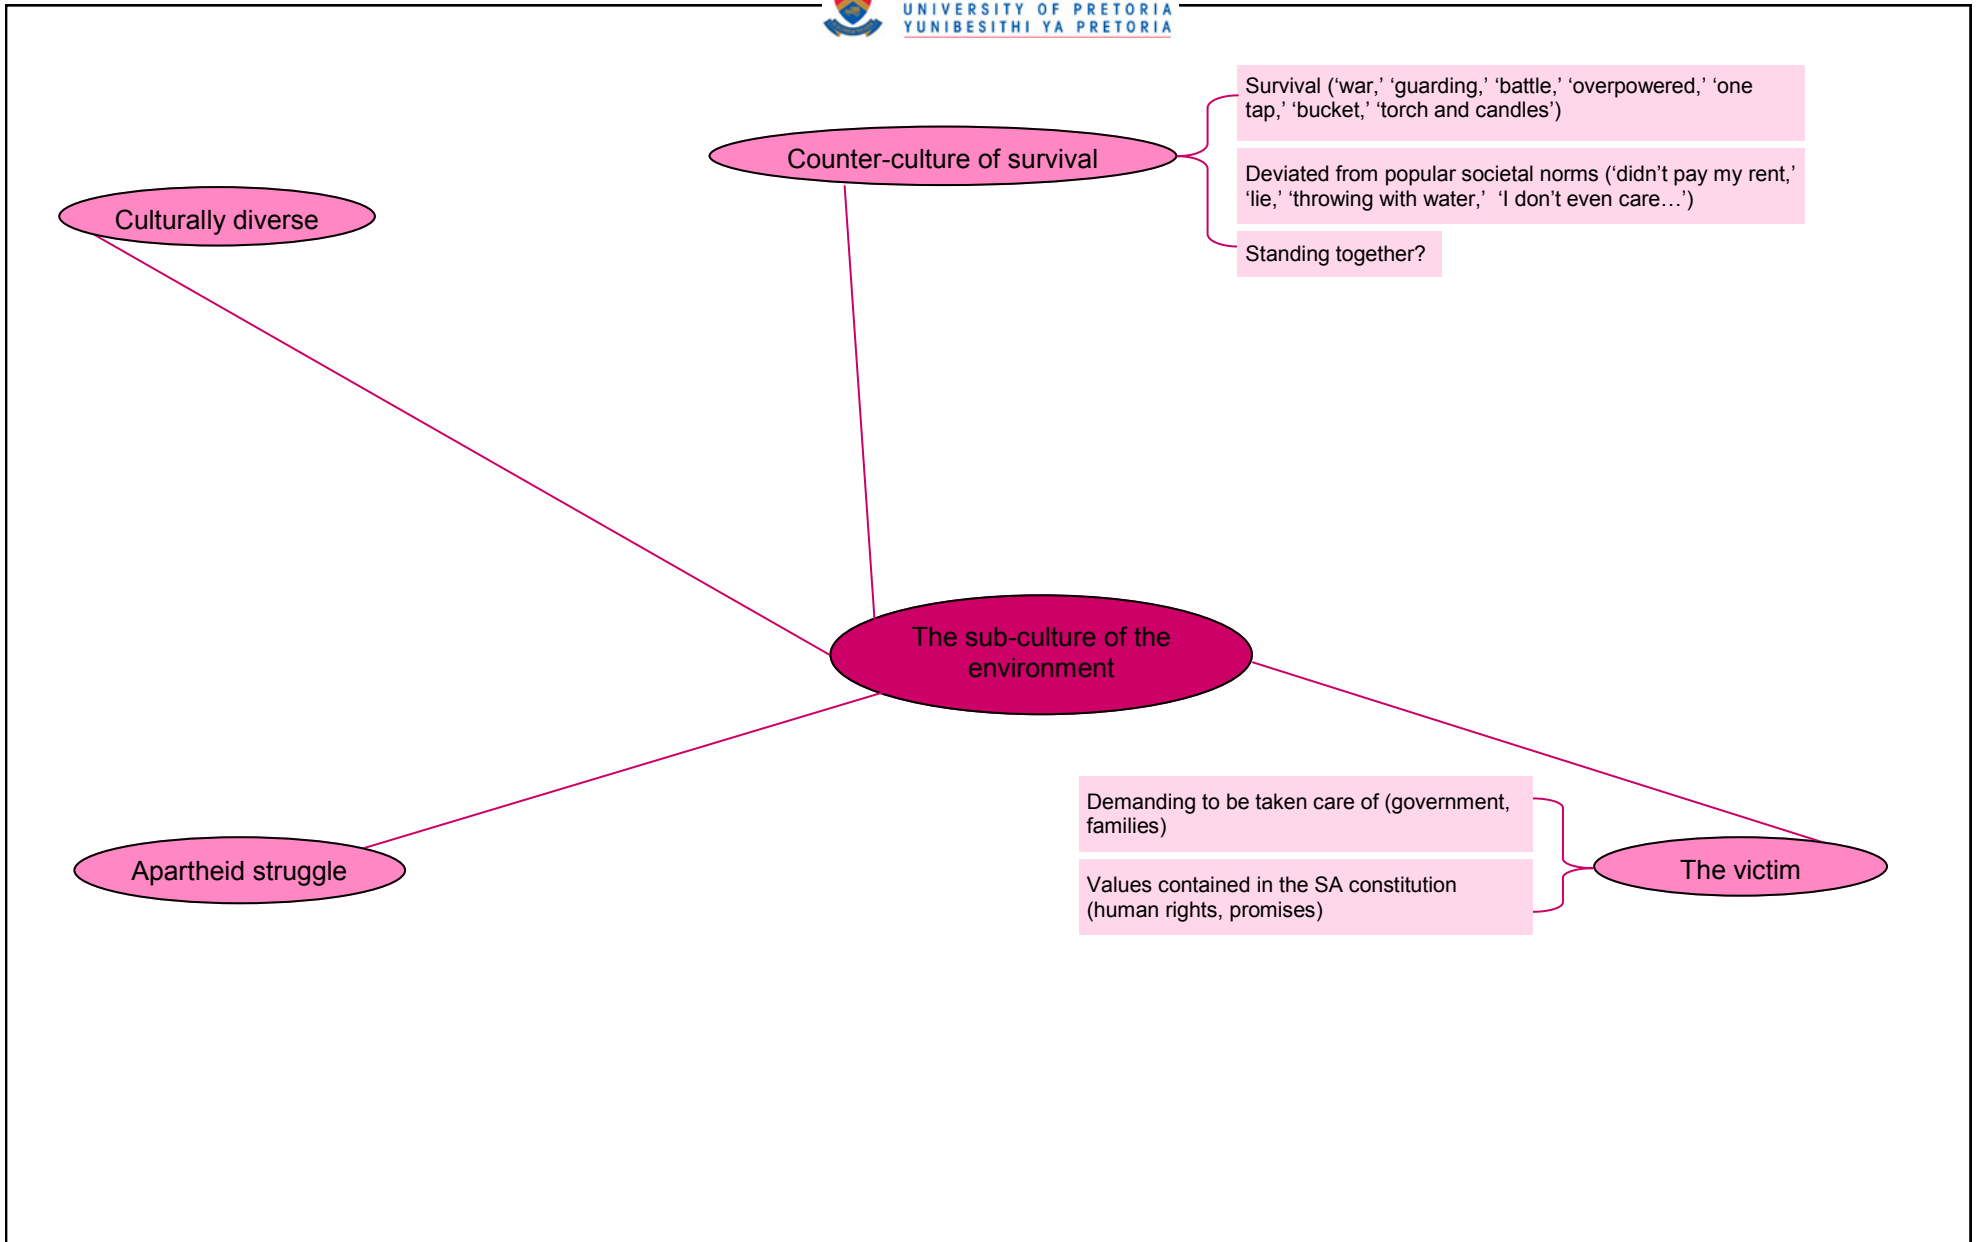 UNIVERSITY OF PRETORIA
YUNIBESITHI YA PRETORIA
Survival (‘war,’ ‘guarding,’ ‘battle,’ ‘overpowered,’ ‘one
tap,’ ‘bucket,’ ‘torch and candles’)
Counter-culture of survival
Deviated from popular societal norms (‘didn’t pay my rent,’
‘lie,’ ‘throwing with water,’  ‘I don’t even care…’)
Standing together?
Culturally diverse
The sub-culture of the
environment
Demanding to be taken care of (government,
families)
Values contained in the SA constitution
(human rights, promises)
Apartheid struggle
The victim